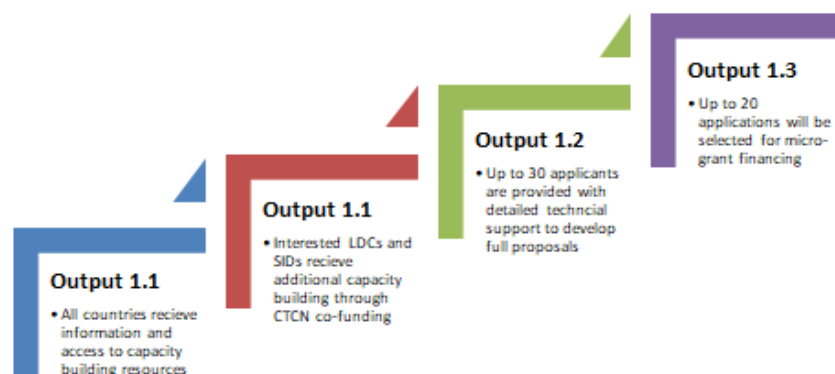 Output 1.1
• All countries recieve
information and
access to capacity
building resources
Output 1.1
• Interested LDCs and
SIDs recieve
additional capacity
building through
CTCN co-funding
Output 1.2
• Up to 30 applicants
are provided with
detailed techncial
support to develop
full proposals
Output 1.3
• Up to 20
applications will be
selected for micro-
grant financing